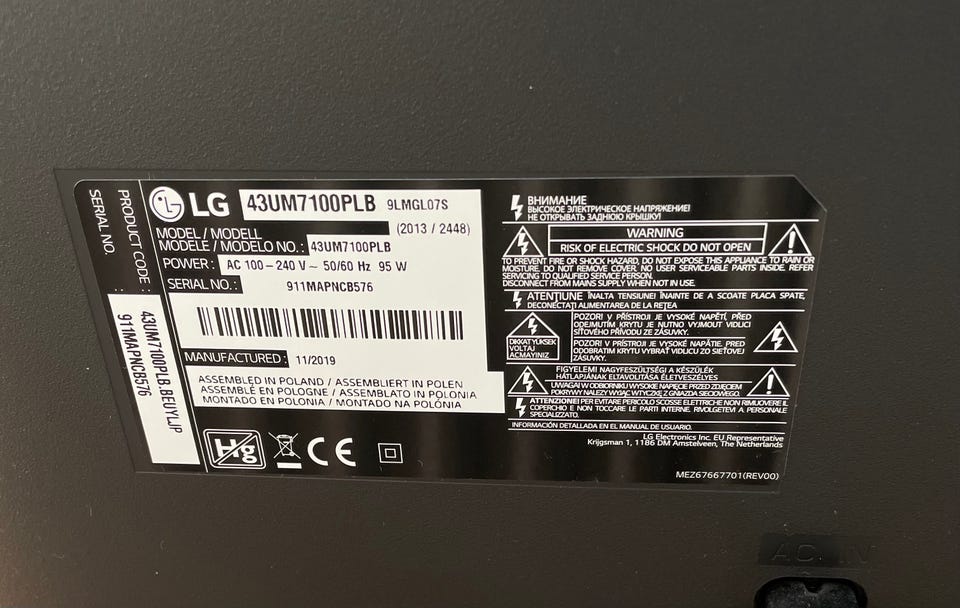 PRODUCT CODE :
SERIAL NO.
43UM7100PLB.BEUYLJP
911MAPNCB576
LG 43UM7100PLB 9LMGL07S
(2013 / 2448)
MODEL / MODELL
MODELE / MODELO NO. : 43UM7100PLB
POWER : AC 100-240 V ~ 50/60 Hz 95 W
SERIAL NO. : 911MAPNCB576
MANUFACTURED : 11/2019
ASSEMBLED IN POLAND / ASSEMBLIERT IN POLEN
ASSEMBLÉ EN POLOGNE / ASSEMBLATO IN POLONIA
MONTADO EN POLONIA / MONTADO NA POLÓNIA
Hg
CE
ВНИМАНИЕ
ВЫСОКОЕ ЭЛЕКТРИЧЕСКОЕ НАПРЯЖЕНИЕ!
НЕ ОТКРЫВАТЬ ЗАДНЮЮ КРЫШКУ!
WARNING
RISK OF ELECTRIC SHOCK DO NOT OPEN
TO PREVENT FIRE OR SHOCK HAZARD, DO NOT EXPOSE THIS APPLIANCE TO RAIN OR
MOISTURE. DO NOT REMOVE COVER. NO USER SERVICEABLE PARTS INSIDE. REFER
SERVICING TO QUALIFIED SERVICE PERSON.
DISCONNECT FROM MAINS SUPPLY WHEN NOT IN USE.
ATENȚIUNE ÎNALTA TENSIUNEI ÎNAINTE DE A SCOATE PLACA SPATE,
DECONECTAȚI ALIMENTAREA DE LA REȚEA.
DIKKAT YÜKSEK
VOLTAJ
AÇMAYINIZ
POZOR! V PŘÍSTROJI JE VYSOKÉ NAPĚTÍ, PŘED
ODEJMUTÍM KRYTU JE NUTNO VYJMOUT VIDLICI
SÍŤOVÉHO PŘÍVODU ZE ZÁSUVKY.
POZOR! V PRÍSTROJI JE VYSOKÉ NAPÄTIE, PRED
ODOBRATÍM KRYTU VYBRAŤ VIDLICU ZO SIEŤOVEJ
ZÁSUVKY.
FIGYELEM! NAGYFESZÜLTSÉG! A KÉSZÜLÉK
HÁTLAPJÁNAK ELTÁVOLÍTÁSA ÉLETVESZÉLYES
UWAGA! W ODBIORNIKU WYSOKIE NAPIĘCIE PRZED ZDJĘCIEM
POKRYWY NALEŻY WYJĄĆ WTYCZKĘ Z GNIAZDA SIECIOWEGO.
ATTENZIONE! PER EVITARE PERICOLO SCOSSE ELETTRICHE NON RIMUOVERE IL
COPERCHIO E NON TOCCARE LE PARTI INTERNE. RIVOLGETEVI A PERSONALE
SPECIALIZZATO.
INFORMACIÓN DETALLADA EN EL MANUAL DE USUARIO.
LG Electronics Inc. EU Representative
Krijgsman 1, 1186 DM Amstelveen, The Netherlands
MEZ67667701(REV00)
AC IN